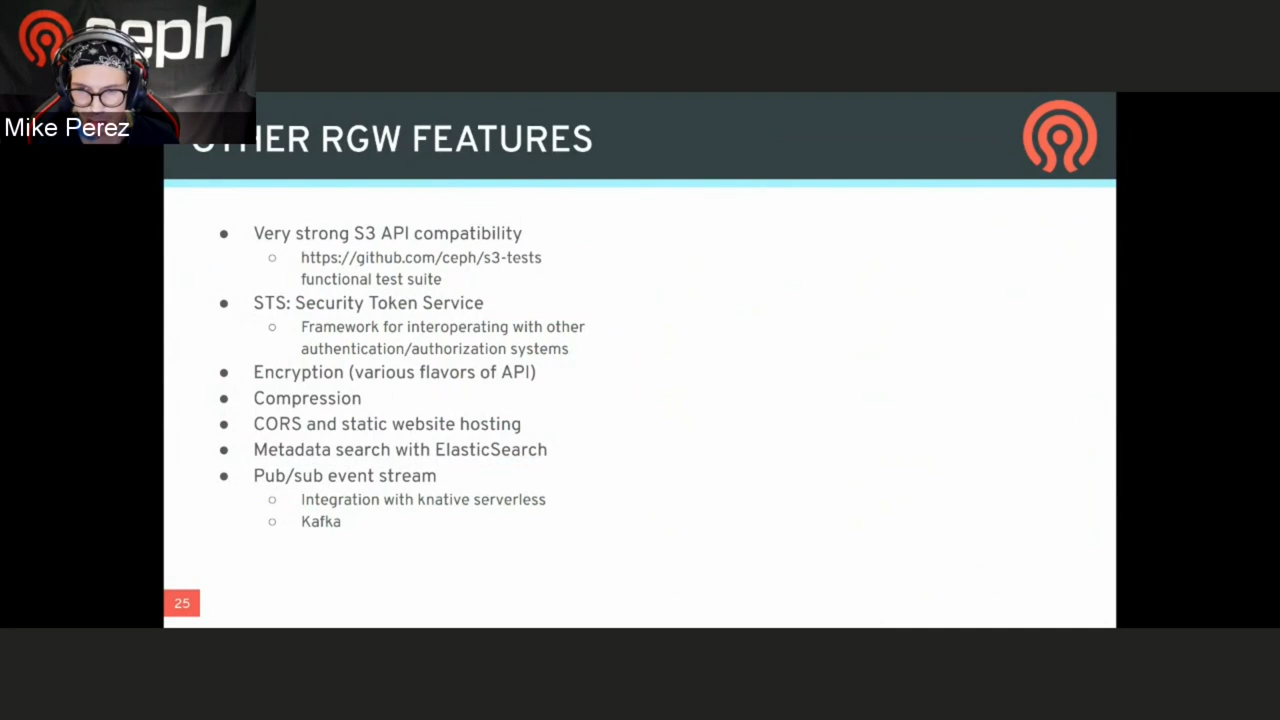 ceph
Mike Perez
OTHER RGW FEATURES
● Very strong S3 API compatibility
○ https://github.com/ceph/s3-tests
functional test suite
● STS: Security Token Service
○ Framework for interoperating with other
authentication/authorization systems
● Encryption (various flavors of API)
● Compression
● CORS and static website hosting
● Metadata search with ElasticSearch
● Pub/sub event stream
○ Integration with knative serverless
○ Kafka
25